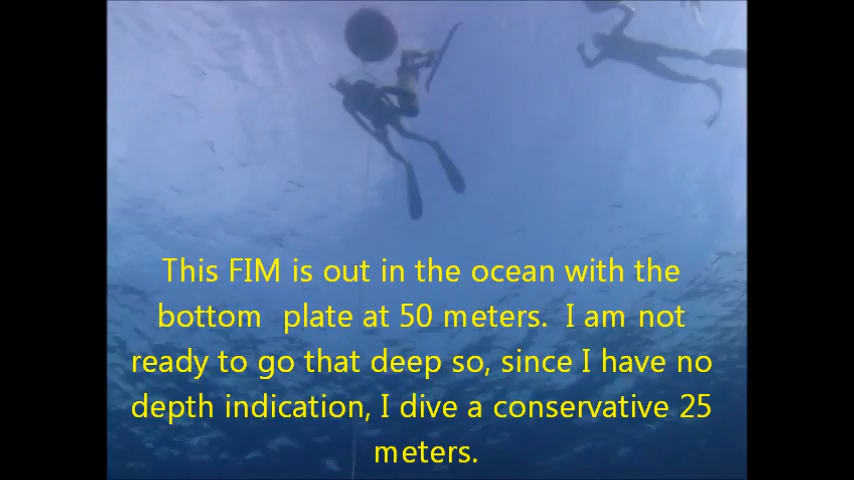 This FIM is out in the ocean with the
bottom  plate at 50 meters.  I am not
ready to go that deep so, since I have no
depth indication, I dive a conservative 25
meters.